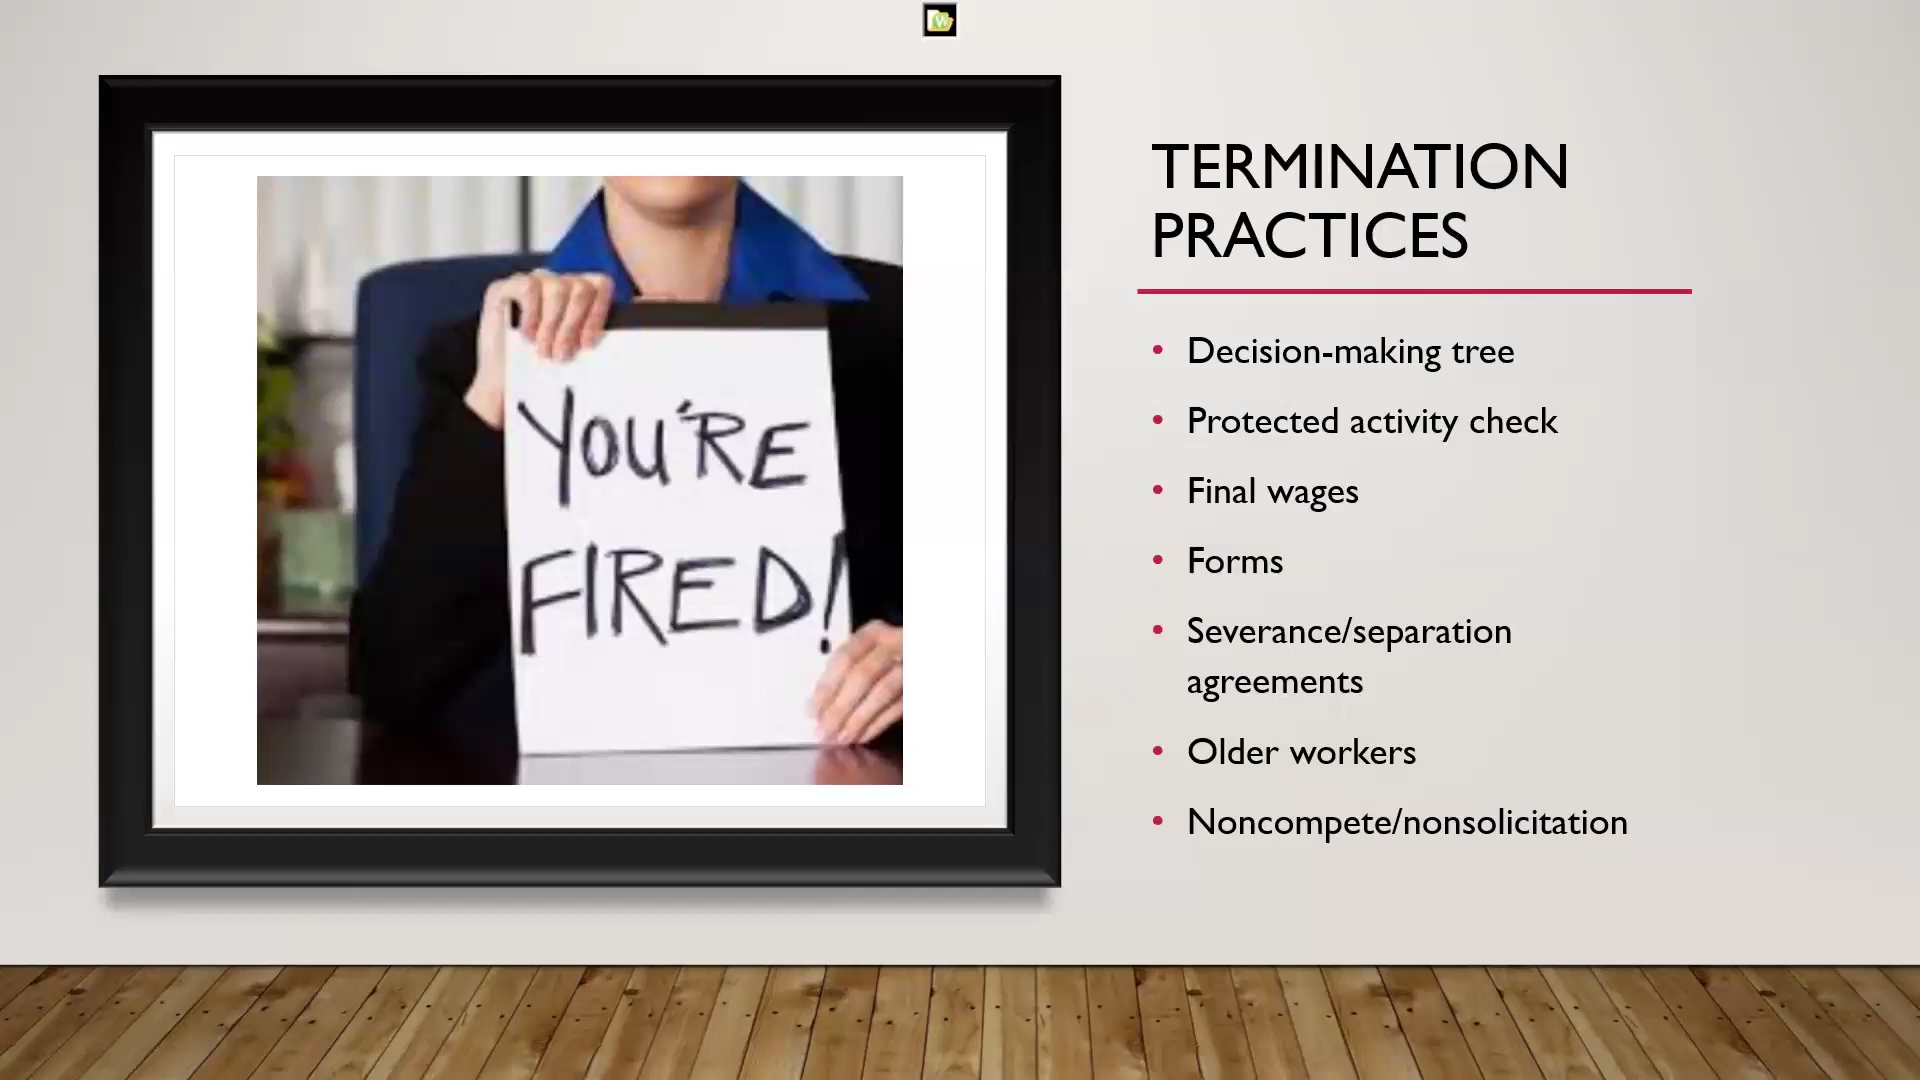 YOU'RE
FIRED!
TERMINATION
PRACTICES
• Decision-making tree
• Protected activity check
• Final wages
• Forms
• Severance/separation
agreements
• Older workers
• Noncompete/nonsolicitation